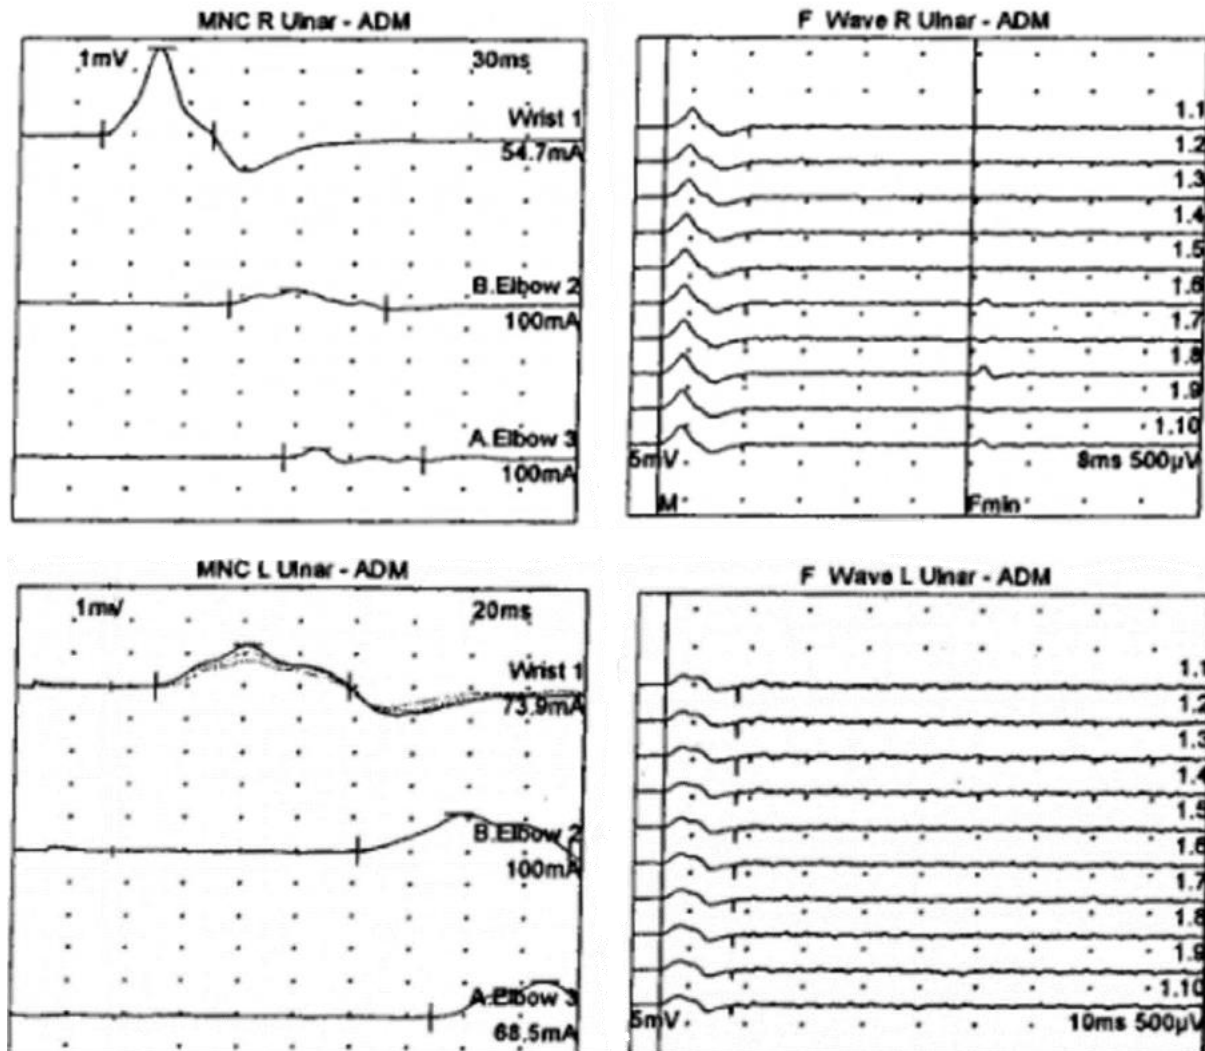 MNC R Ulnar - ADM
1mV 30ms
Wrist 1
54.7mA
B.Elbow 2
100mA
A.Elbow 3
100mA
F Wave R Ulnar - ADM
1.1
1.2
1.3
1.4
1.5
1.6
1.7
1.8
1.9
1.10
5mV 8ms 500µV
M Fmin
MNC L Ulnar - ADM
1mV 20ms
Wrist 1
73.9mA
B.Elbow 2
100mA
A.Elbow 3
68.5mA
F Wave L Ulnar - ADM
1.1
1.2
1.3
1.4
1.5
1.6
1.7
1.8
1.9
1.10
5mV 10ms 500µV